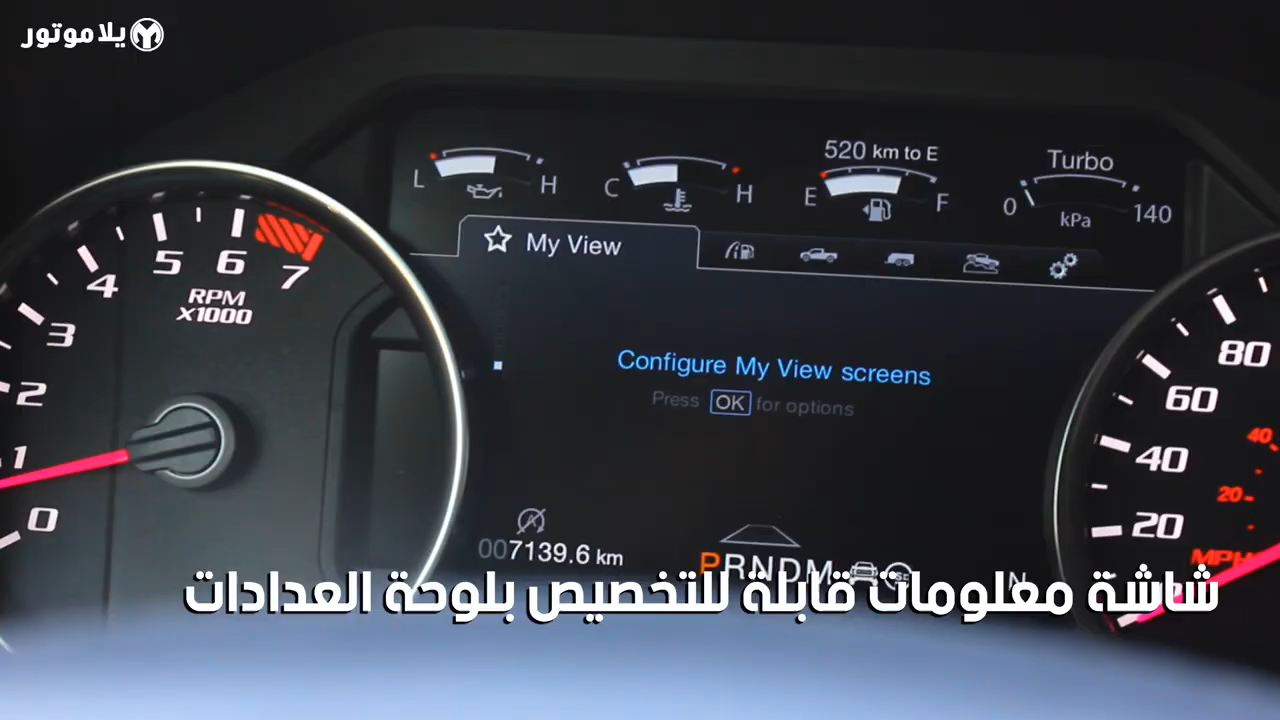 يلا موتور
520 km to E
L H
C H
E F
Turbo
0 140
kPa
My View
Configure My View screens
Press OK for options
5 6 7
4
3
2
1
0
RPM
x1000
80
60
40
20
40
20
MPH
007139.6 km
PRNDM
شاشة معلومات قابلة للتخصيص بلوحة العدادات